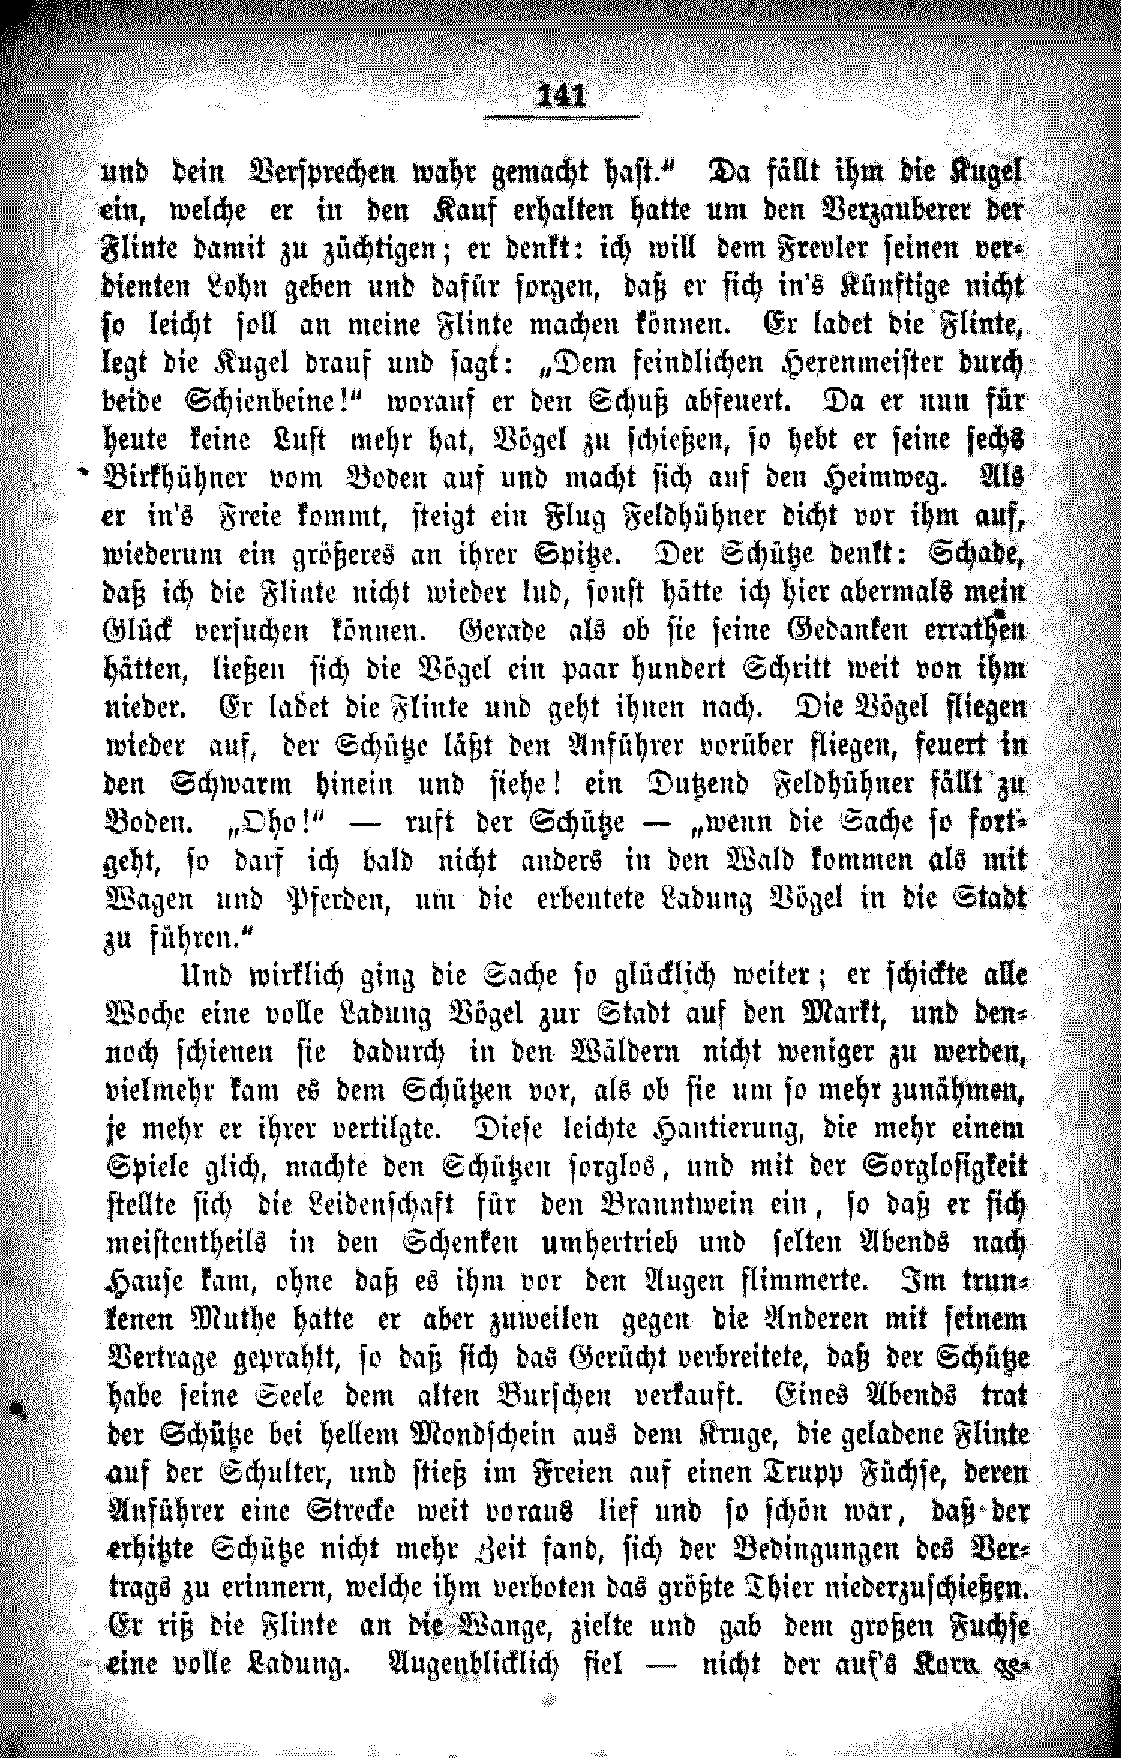 141
und dein Versprechen wahr gemacht hast.“ Da fällt ihm die Kugel
ein, welche er in den Kauf erhalten hatte um den Verzauberer der
Flinte damit zu züchtigen; er denkt: ich will dem Frevler seinen ver-
dienten Lohn geben und dafür sorgen, daß er sich in's Künftige nicht
so leicht soll an meine Flinte machen können. Er ladet die Flinte,
legt die Kugel drauf und sagt: „Dem feindlichen Hexenmeister durch
beide Schienbeine!“ worauf er den Schuß abfeuert. Da er nun für
heute keine Lust mehr hat, Vögel zu schießen, so hebt er seine sechs
Birkhühner vom Boden auf und macht sich auf den Heimweg. Als
er in's Freie kommt, steigt ein Flug Feldhühner dicht vor ihm auf,
wiederum ein größeres an ihrer Spitze. Der Schütze denkt: Schade,
daß ich die Flinte nicht wieder lud, sonst hätte ich hier abermals mein
Glück versuchen können. Gerade als ob sie seine Gedanken errathen
hätten, ließen sich die Vögel ein paar hundert Schritt weit von ihm
nieder. Er ladet die Flinte und geht ihnen nach. Die Vögel fliegen
wieder auf, der Schütze läßt den Anführer vorüber fliegen, feuert in
den Schwarm hinein und siehe! ein Dutzend Feldhühner fällt zu
Boden. „Oho!“ — ruft der Schütze — „wenn die Sache so fort-
geht, so darf ich bald nicht anders in den Wald kommen als mit
Wagen und Pferden, um die erbeutete Ladung Vögel in die Stadt
zu führen.“
Und wirklich ging die Sache so glücklich weiter; er schickte alle
Woche eine volle Ladung Vögel zur Stadt auf den Markt, und den-
noch schienen sie dadurch in den Wäldern nicht weniger zu werden,
vielmehr kam es dem Schützen vor, als ob sie um so mehr zunähmen,
je mehr er ihrer vertilgte. Diese leichte Hantierung, die mehr einem
Spiele glich, machte den Schützen sorglos, und mit der Sorglosigkeit
stellte sich die Leidenschaft für den Branntwein ein, so daß er sich
meistentheils in den Schenken umhertrieb und selten Abends nach
Hause kam, ohne daß es ihm vor den Augen flimmerte. Im trun-
kenen Muthe hatte er aber zuweilen gegen die Anderen mit seinem
Vertrage geprahlt, so daß sich das Gerücht verbreitete, daß der Schütze
habe seine Seele dem alten Burschen verkauft. Eines Abends trat
der Schütze bei hellem Mondschein aus dem Kruge, die geladene Flinte
auf der Schulter, und stieß im Freien auf einen Trupp Füchse, deren
Anführer eine Strecke weit voraus lief und so schön war, daß der
erhitzte Schütze nicht mehr Zeit fand, sich der Bedingungen des Ver-
trags zu erinnern, welche ihm verboten das größte Thier niederzuschießen.
Er riß die Flinte an die Wange, zielte und gab dem großen Fuchse
eine volle Ladung. Augenblicklich fiel — nicht der auf's Korn ge-